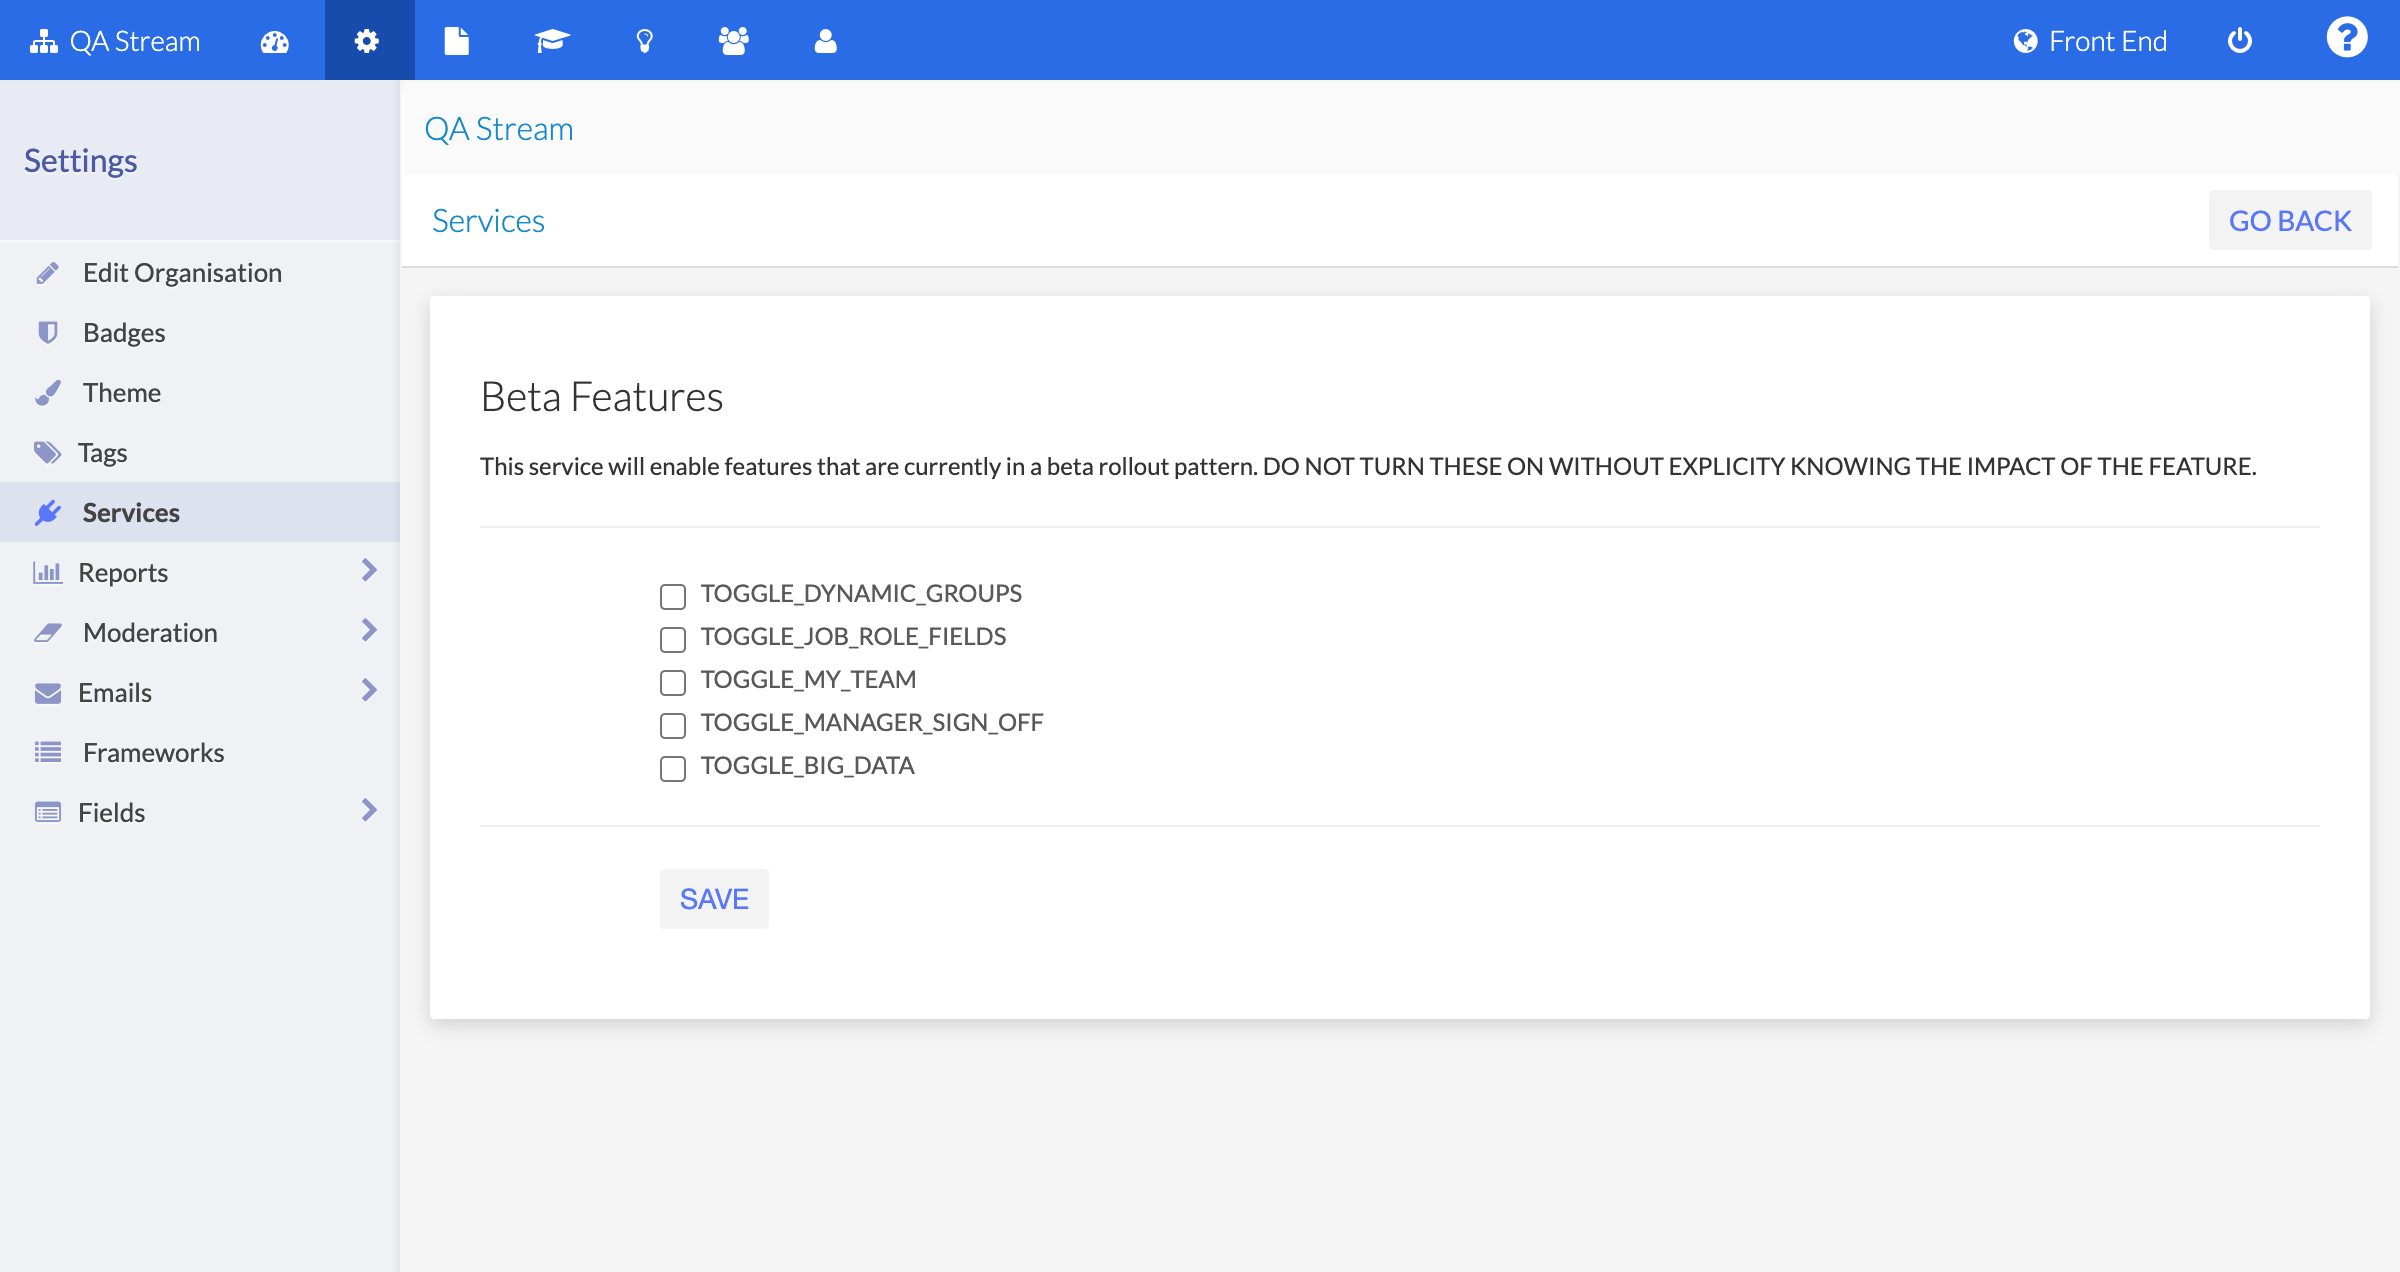 QA Stream
Front End
Settings
Edit Organisation
Badges
Theme
Tags
Services
Reports
Moderation
Emails
Frameworks
Fields
QA Stream
Services
GO BACK
Beta Features
This service will enable features that are currently in a beta rollout pattern. DO NOT TURN THESE ON WITHOUT EXPLICITY KNOWING THE IMPACT OF THE FEATURE.
TOGGLE_DYNAMIC_GROUPS
TOGGLE_JOB_ROLE_FIELDS
TOGGLE_MY_TEAM
TOGGLE_MANAGER_SIGN_OFF
TOGGLE_BIG_DATA
SAVE